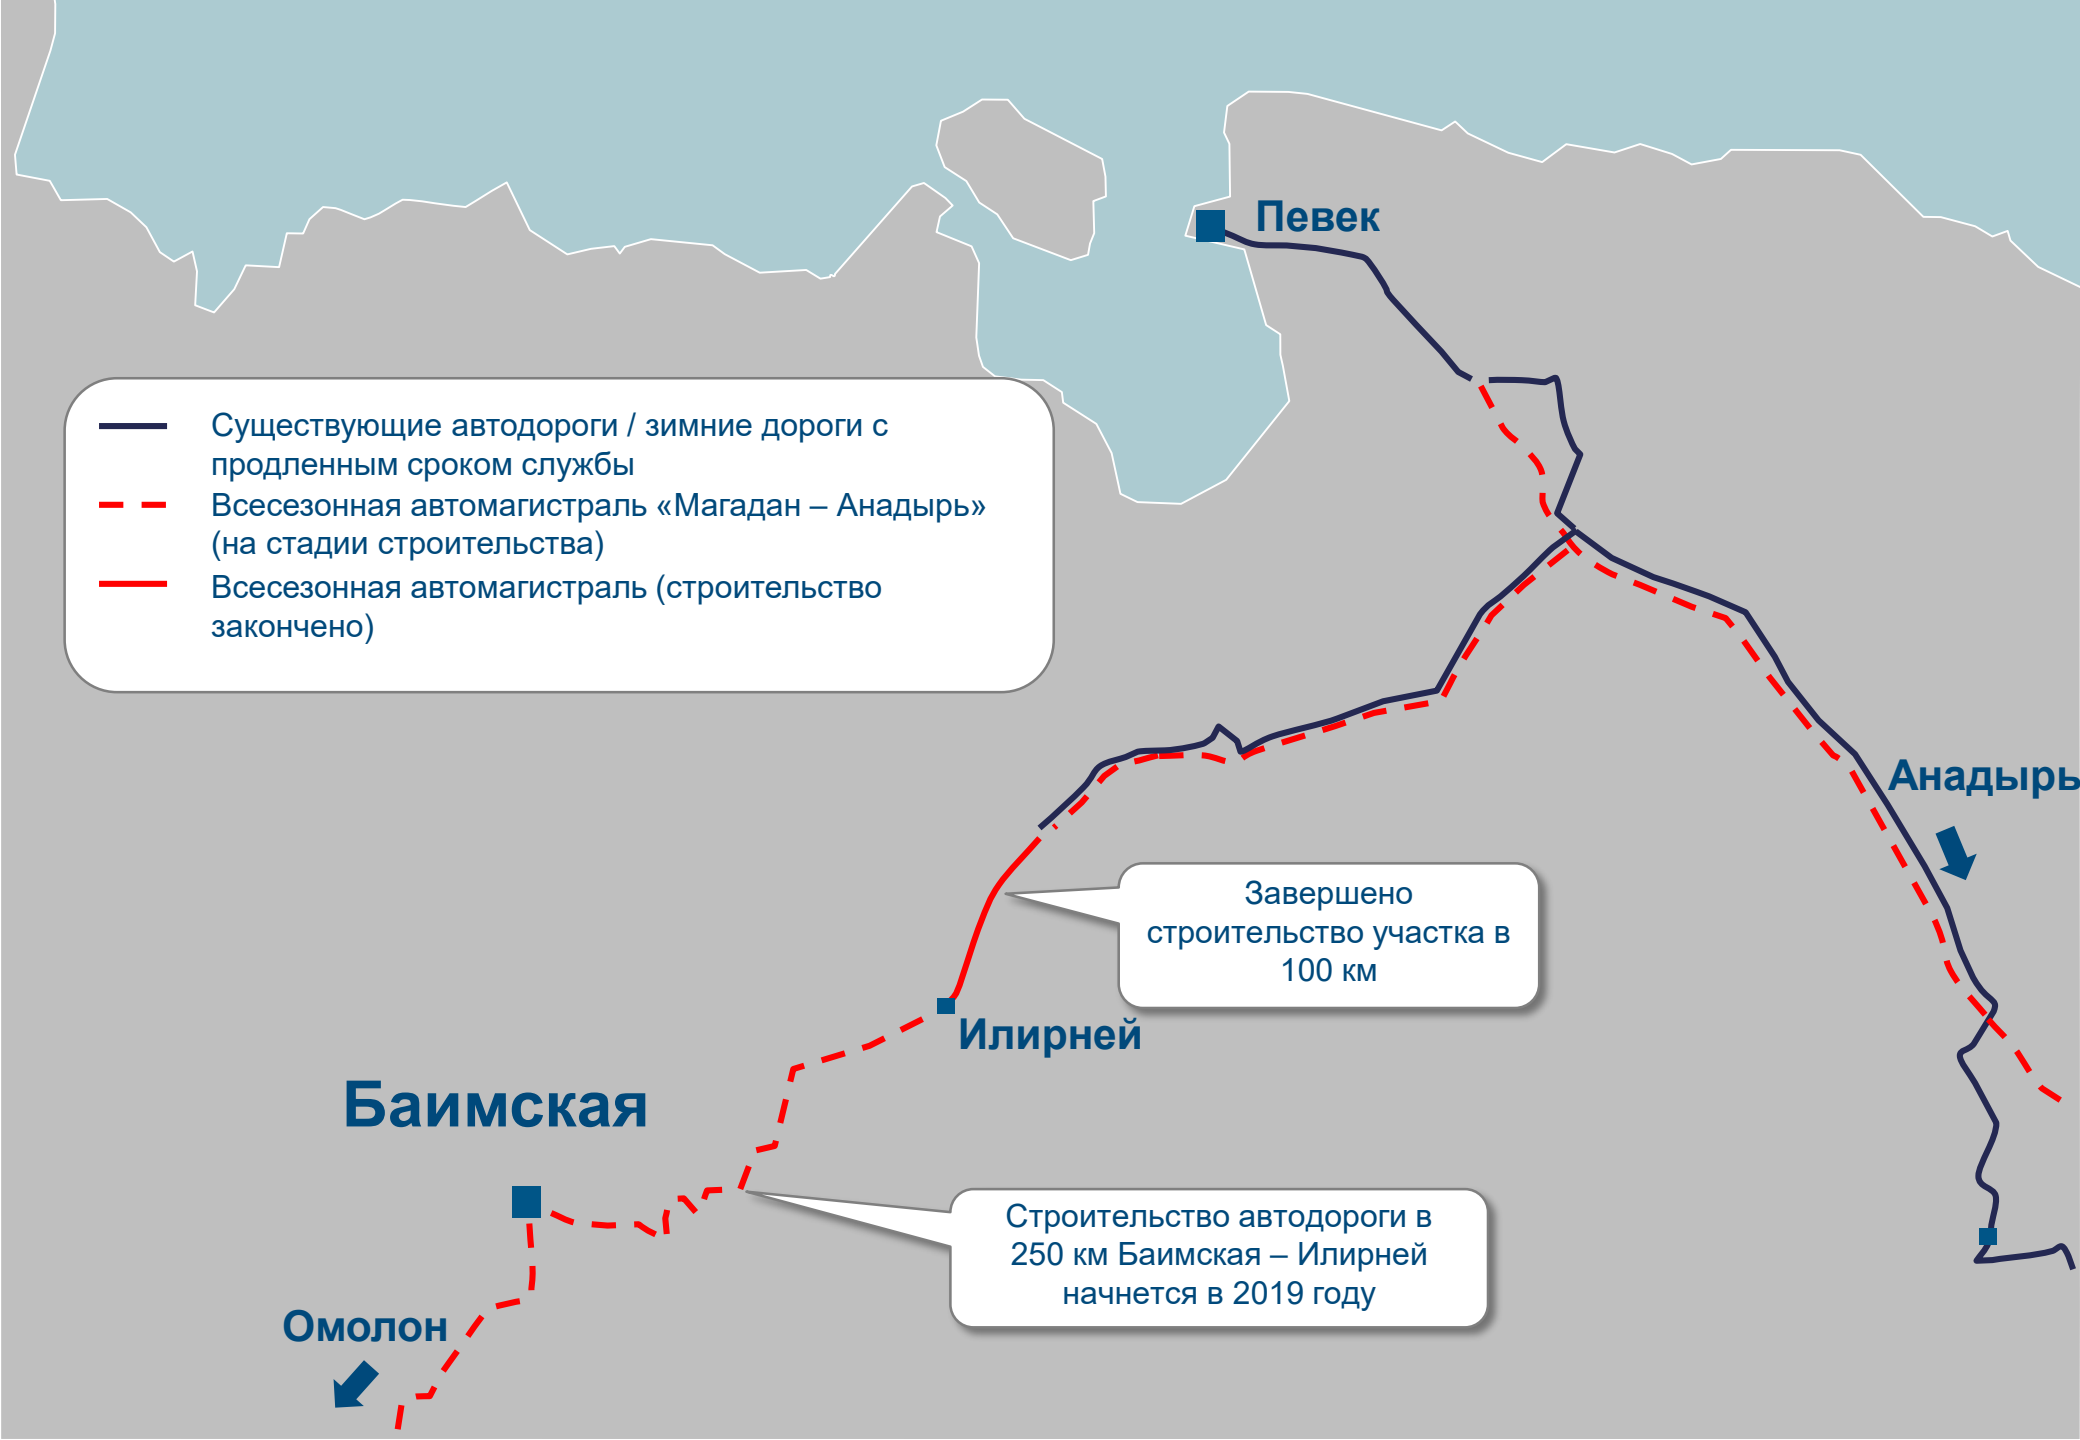 Певек
Существующие автодороги / зимние дороги с
продленным сроком службы
Всесезонная автомагистраль «Магадан – Анадырь»
(на стадии строительства)
Всесезонная автомагистраль (строительство
закончено)
Анадырь
Завершено
строительство участка в
100 км
Илирней
Баимская
Строительство автодороги в
250 км Баимская – Илирней
начнется в 2019 году
Омолон